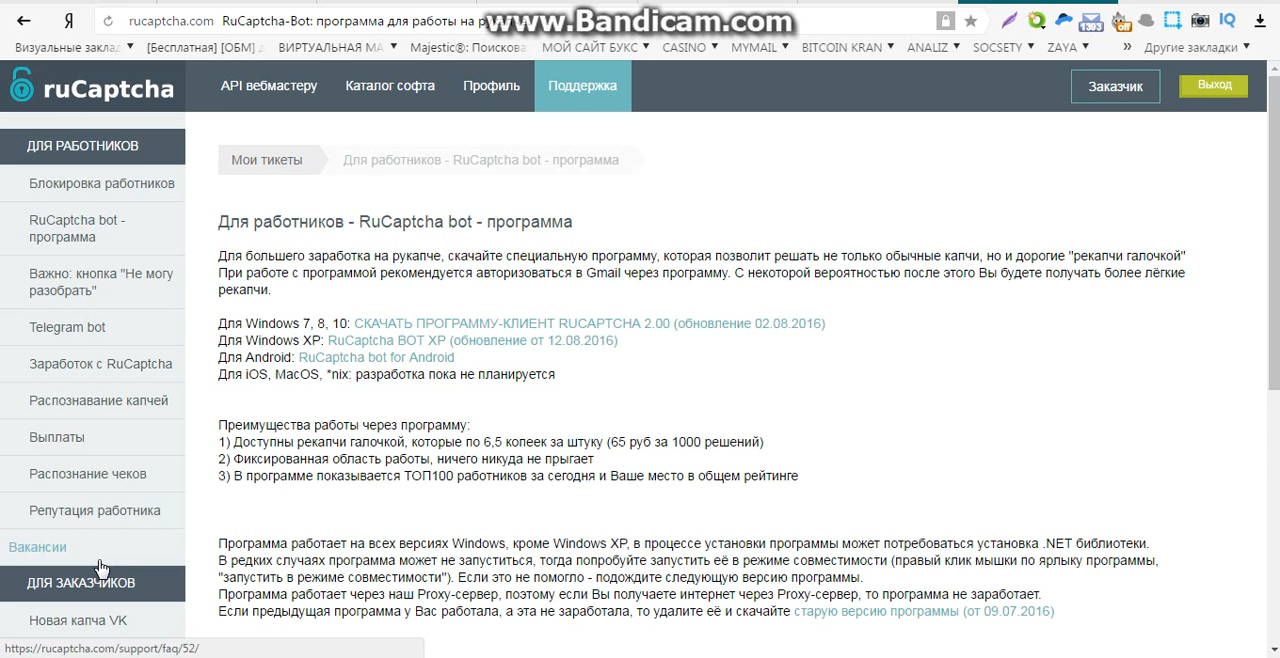 Я rucaptcha.com RuCaptcha-Bot: программа для работы на
www.Bandicam.com
1393
off
IQ
Визуальные заклад
[Бесплатная] [ОБМ]
ВИРТУАЛЬНАЯ МА
Majestic®: Поискова
МОЙ САЙТ БУКС
CASINO
MYMAIL
BITCOIN KRAN
ANALIZ
SOCSETY
ZAYA
»
Другие закладки
ruCaptcha
API вебмастеру
Каталог софта
Профиль
Поддержка
Заказчик
Выход
ДЛЯ РАБОТНИКОВ
Блокировка работников
RuCaptcha bot -
программа
Важно: кнопка "Не могу
разобрать"
Telegram bot
Заработок с RuCaptcha
Распознавание капчей
Выплаты
Распознание чеков
Репутация работника
Вакансии
ДЛЯ ЗАКАЗЧИКОВ
Новая капча VK
https://rucaptcha.com/support/faq/52/
Мои тикеты
Для работников - RuCaptcha bot - программа
Для работников - RuCaptcha bot - программа
Для большего заработка на рукапче, скачайте специальную программу, которая позволит решать не только обычные капчи, но и дорогие "рекапчи галочкой"
При работе с программой рекомендуется авторизоваться в Gmail через программу. С некоторой вероятностью после этого Вы будете получать более лёгкие
рекапчи.
Для Windows 7, 8, 10: СКАЧАТЬ ПРОГРАММУ-КЛИЕНТ RUCAPTCHA 2.00 (обновление 02.08.2016)
Для Windows XP: RuCaptcha BOT XP (обновление от 12.08.2016)
Для Android: RuCaptcha bot for Android
Для iOS, MacOS, *nix: разработка пока не планируется
Преимущества работы через программу:
1) Доступны рекапчи галочкой, которые по 6,5 копеек за штуку (65 руб за 1000 решений)
2) Фиксированная область работы, ничего никуда не прыгает
3) В программе показывается ТОП100 работников за сегодня и Ваше место в общем рейтинге
Программа работает на всех версиях Windows, кроме Windows XP, в процессе установки программы может потребоваться установка .NET библиотеки.
В редких случаях программа может не запуститься, тогда попробуйте запустить её в режиме совместимости (правый клик мышки по ярлыку программы,
"запустить в режиме совместимости"). Если это не помогло - подождите следующую версию программы.
Программа работает через наш Proxy-сервер, поэтому если Вы получаете интернет через Proxy-сервер, то программа не заработает.
Если предыдущая программа у Вас работала, а эта не заработала, то удалите её и скачайте старую версию программы (от 09.07.2016)